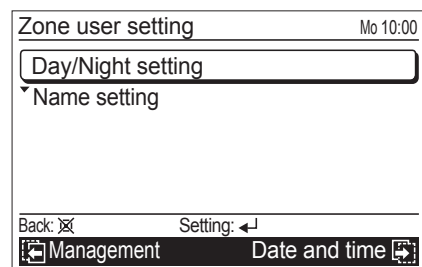 Zone user setting Mo 10:00
Day/Night setting
Name setting
Back: Setting:
Management Date and time